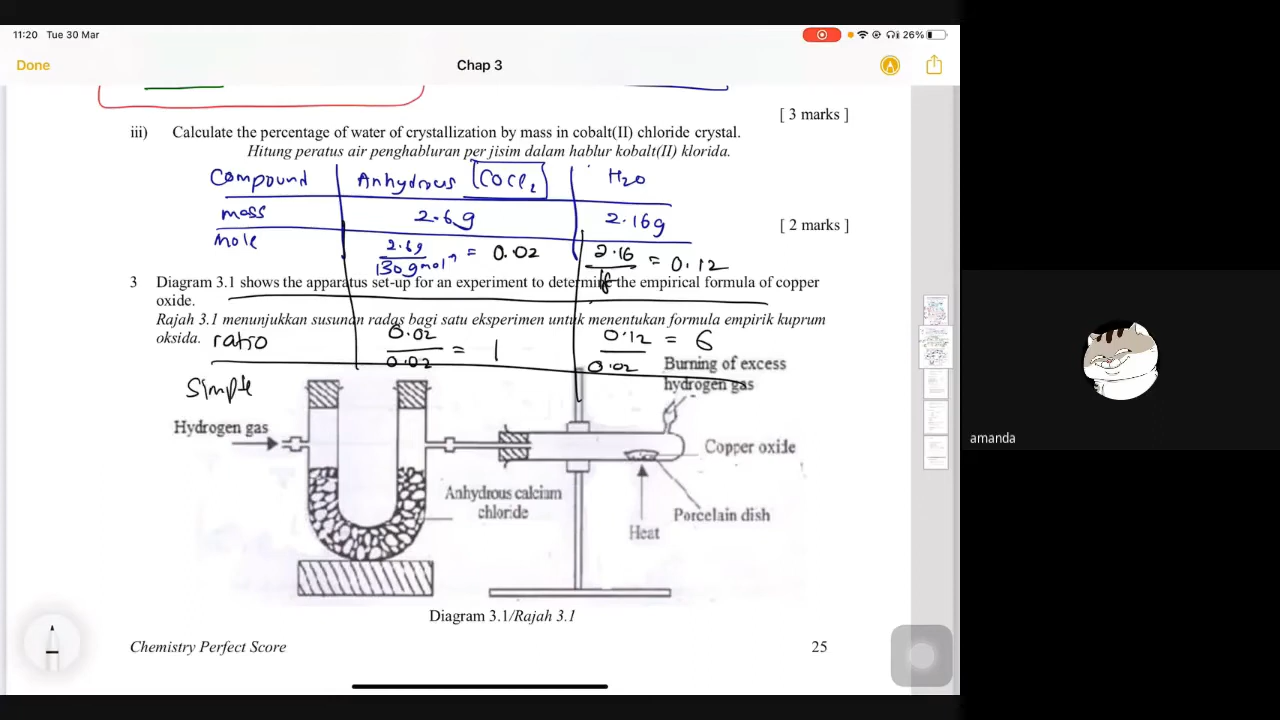 11:20 Tue 30 Mar
26%
Done
Chap 3
[ 3 marks ]
iii) Calculate the percentage of water of crystallization by mass in cobalt(II) chloride crystal.
Hitung peratus air penghabluran per jisim dalam hablur kobalt(II) klorida.
Compound Anhydrous COCl2 H2O
mass 2.6g 2.16g
[ 2 marks ]
mole 2.6g / 130 gmol-1 = 0.02 2.16 / 18 = 0.12
3 Diagram 3.1 shows the apparatus set-up for an experiment to determine the empirical formula of copper
oxide.
Rajah 3.1 menunjukkan susunan radas bagi satu eksperimen untuk menentukan formula empirik kuprum
oksida.
ratio 0.02 / 0.02 = 1 0.12 / 0.02 = 6
Simple
Burning of excess
hydrogen gas
Hydrogen gas
Copper oxide
Anhydrous calcium
chloride
Porcelain dish
Heat
Diagram 3.1/Rajah 3.1
Chemistry Perfect Score
25
amanda